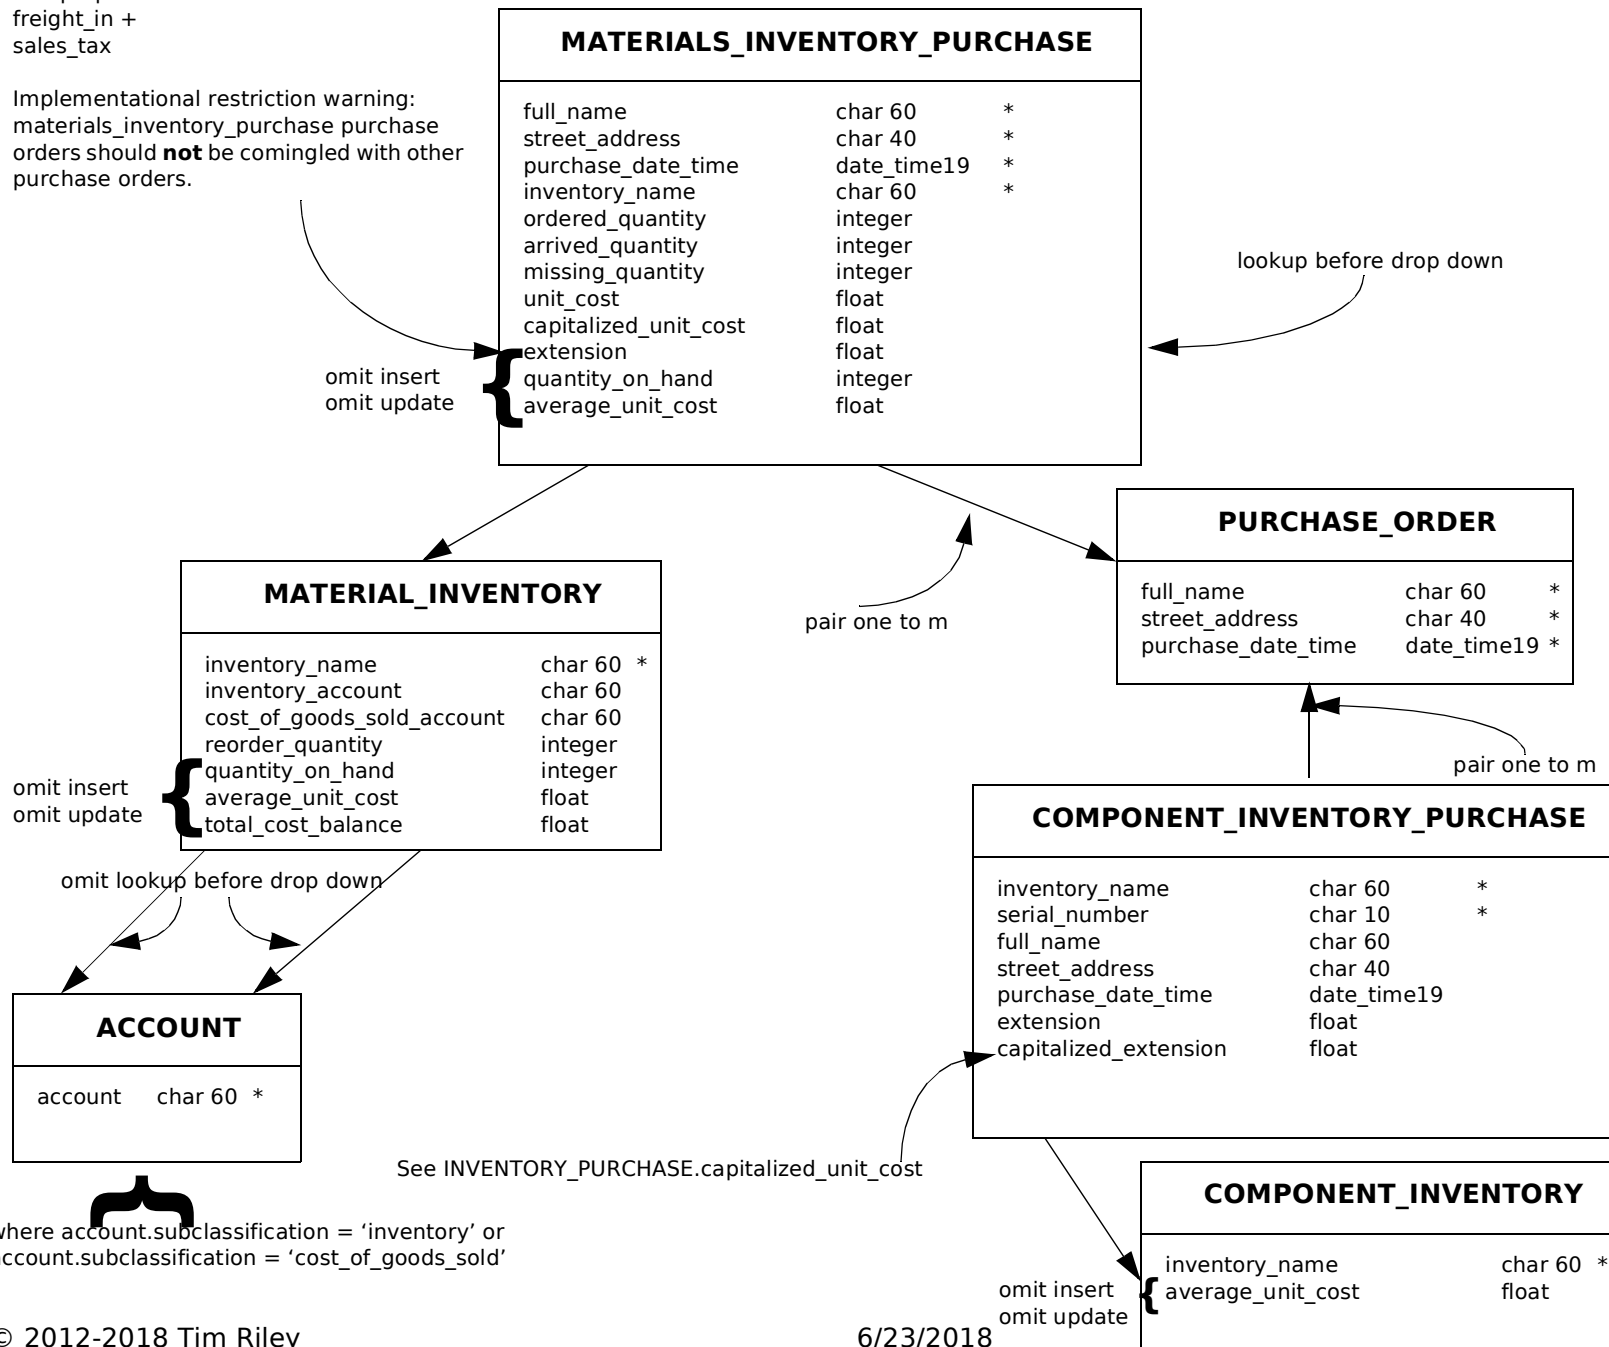 freight_in +
sales_tax
Implementational restriction warning:
materials_inventory_purchase purchase
orders should not be comingled with other
purchase orders.
MATERIALS_INVENTORY_PURCHASE
full_name char 60 *
street_address char 40 *
purchase_date_time date_time19 *
inventory_name char 60 *
ordered_quantity integer
arrived_quantity integer
missing_quantity integer
unit_cost float
capitalized_unit_cost float
extension float
quantity_on_hand integer
average_unit_cost float
omit insert
omit update
lookup before drop down
pair one to m
PURCHASE_ORDER
full_name char 60 *
street_address char 40 *
purchase_date_time date_time19 *
pair one to m
MATERIAL_INVENTORY
inventory_name char 60 *
inventory_account char 60
cost_of_goods_sold_account char 60
reorder_quantity integer
quantity_on_hand integer
average_unit_cost float
total_cost_balance float
omit insert
omit update
omit lookup before drop down
ACCOUNT
account char 60 *
where account.subclassification = ‘inventory’ or
account.subclassification = ‘cost_of_goods_sold’
COMPONENT_INVENTORY_PURCHASE
inventory_name char 60 *
serial_number char 10 *
full_name char 60
street_address char 40
purchase_date_time date_time19
extension float
capitalized_extension float
See INVENTORY_PURCHASE.capitalized_unit_cost
COMPONENT_INVENTORY
inventory_name char 60 *
average_unit_cost float
omit insert
omit update
© 2012-2018 Tim Riley
6/23/2018